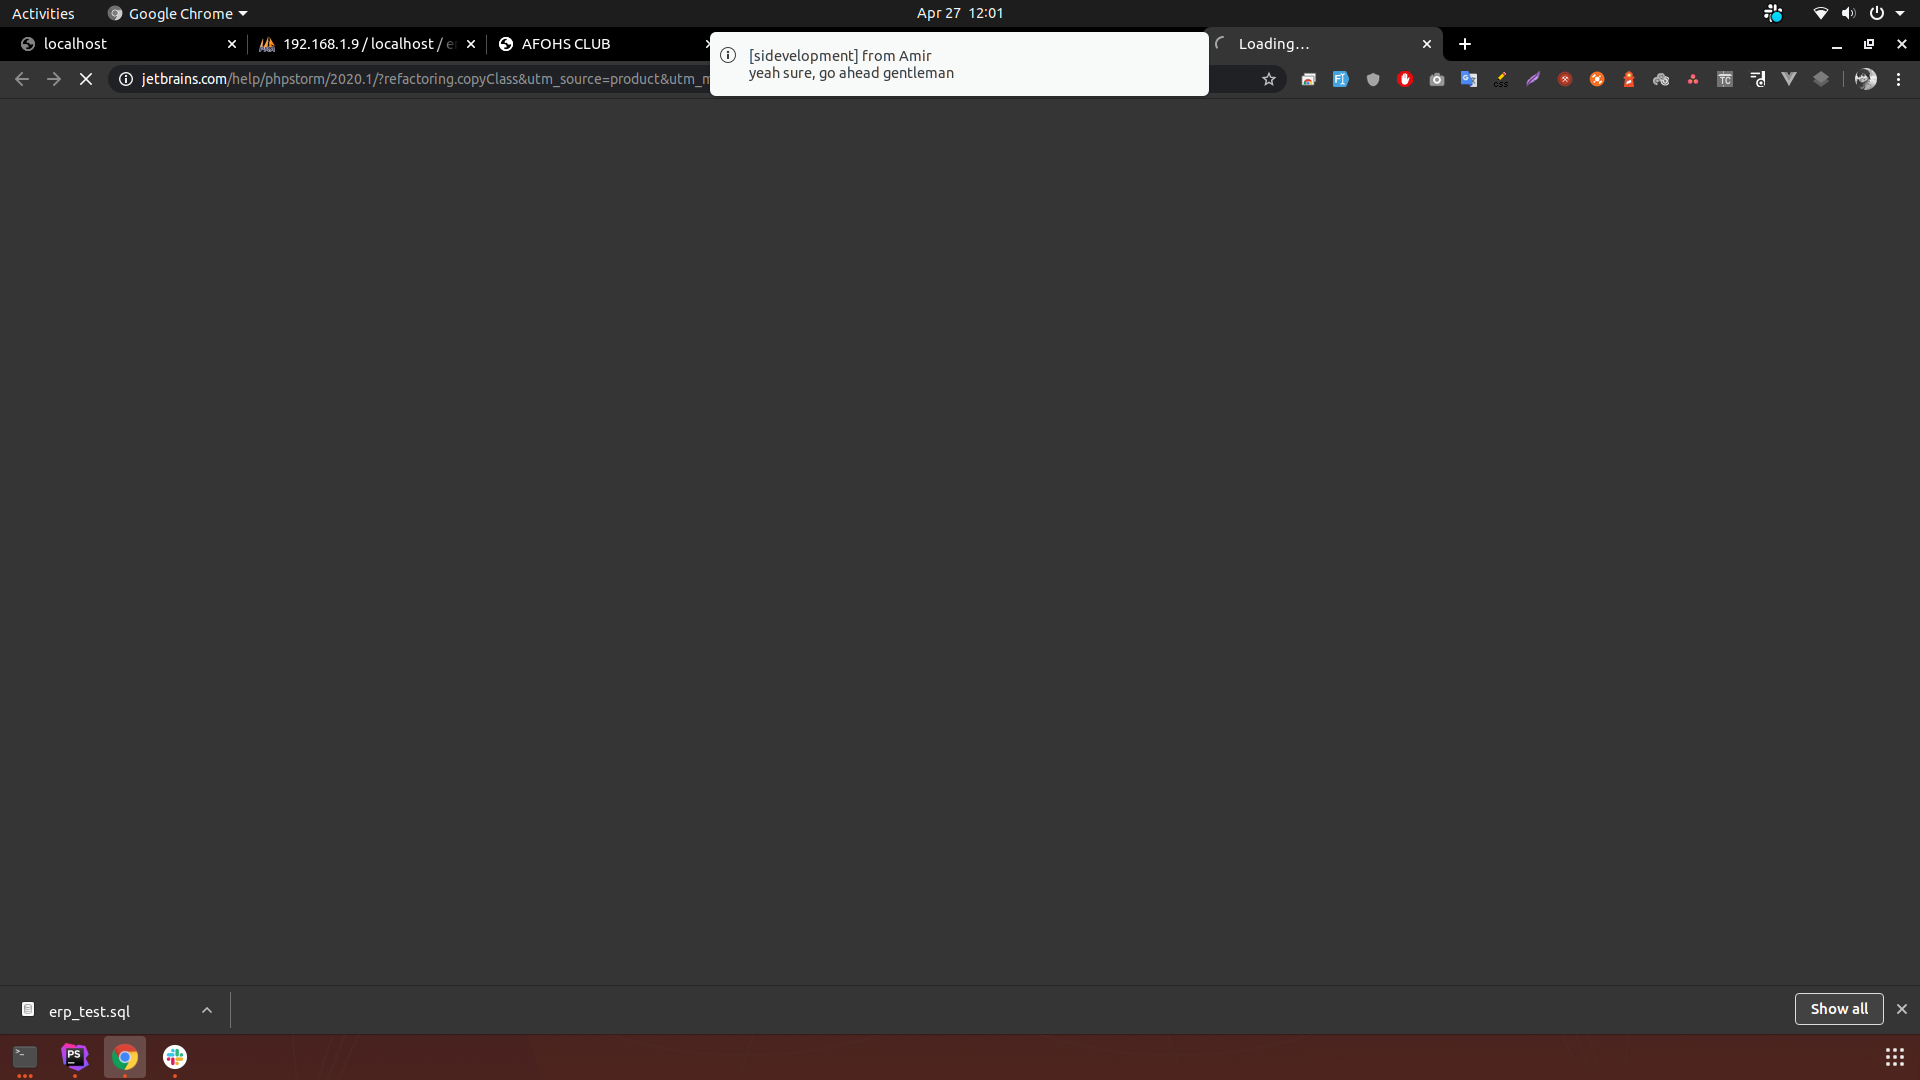 Activities
Google Chrome
Apr 27 12:01
localhost
192.168.1.9 / localhost / e
AFOHS CLUB
Loading...
jetbrains.com/help/phpstorm/2020.1/?refactoring.copyClass&utm_source=product&utm_m
[sidevelopment] from Amir
yeah sure, go ahead gentleman
erp_test.sql
Show all